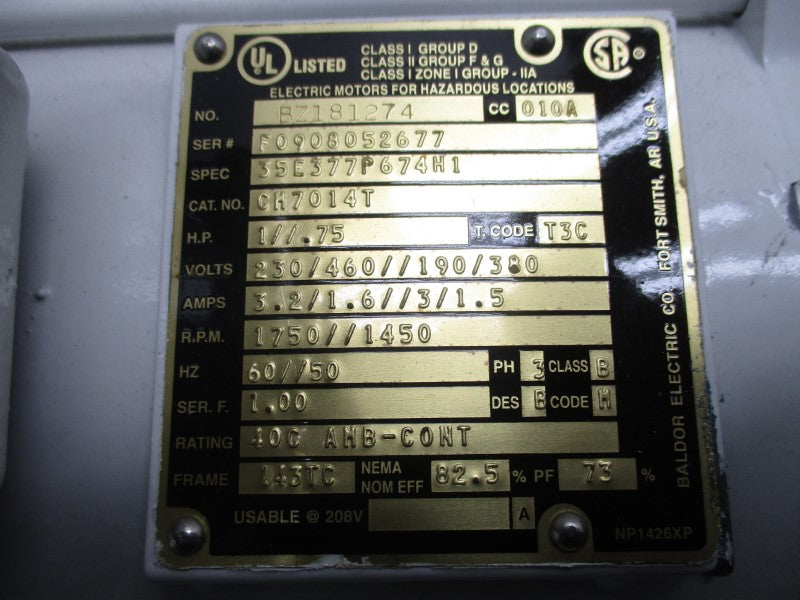 UL LISTED
CLASS I GROUP D
CLASS II GROUP F & G
CLASS I ZONE I GROUP - IIA
ELECTRIC MOTORS FOR HAZARDOUS LOCATIONS
SA ®
NO. BZ181274 CC 010A
SER # F0908052677
SPEC 35E377P674H1
CAT. NO. CM7014T
H.P. 1//.75 T. CODE T3C
VOLTS 230/460//190/380
AMPS 3.2/1.6//3/1.5
R.P.M. 1750//1450
HZ 60//50 PH 3 CLASS B
SER. F. 1.00 DES B CODE M
RATING 40C AMB-CONT
FRAME 143TC NEMA NOM EFF 82.5 % PF 73 %
USABLE @ 208V A
NP1426XP
BALDOR ELECTRIC CO. FORT SMITH, AR U.S.A.